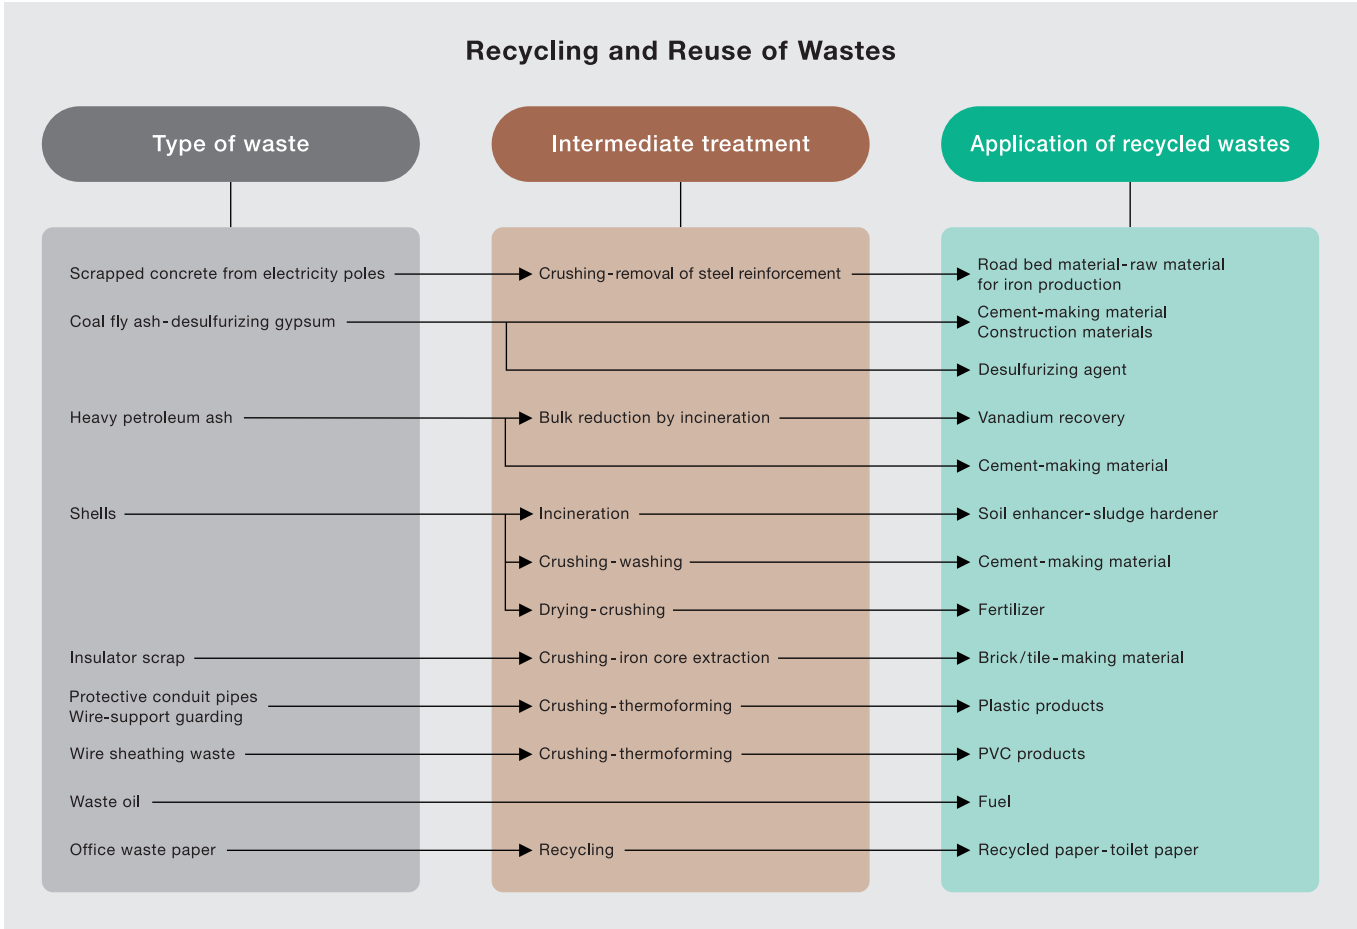 Recycling and Reuse of Wastes
Type of waste
Intermediate treatment
Application of recycled wastes
Scrapped concrete from electricity poles
Crushing-removal of steel reinforcement
Road bed material-raw material
for iron production
Coal fly ash-desulfurizing gypsum
Cement-making material
Construction materials
Desulfurizing agent
Heavy petroleum ash
Bulk reduction by incineration
Vanadium recovery
Cement-making material
Shells
Incineration
Soil enhancer-sludge hardener
Crushing-washing
Cement-making material
Drying-crushing
Fertilizer
Insulator scrap
Crushing-iron core extraction
Brick/tile-making material
Protective conduit pipes
Wire-support guarding
Crushing-thermoforming
Plastic products
Wire sheathing waste
Crushing-thermoforming
PVC products
Waste oil
Fuel
Office waste paper
Recycling
Recycled paper-toilet paper